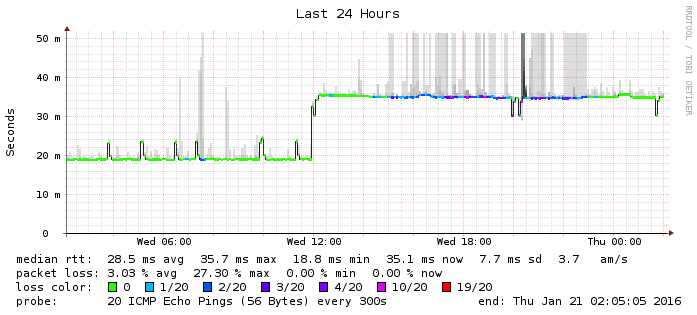 Last 24 Hours
RRDTOOL / TOBI OETIKER
Seconds
50 m
40 m
30 m
20 m
10 m
0
Wed 06:00 Wed 12:00 Wed 18:00 Thu 00:00
median rtt: 28.5 ms avg 35.7 ms max 18.8 ms min 35.1 ms now 7.7 ms sd 3.7 am/s
packet loss: 3.03 % avg 27.30 % max 0.00 % min 0.00 % now
loss color: 0 1/20 2/20 3/20 4/20 10/20 19/20
probe: 20 ICMP Echo Pings (56 Bytes) every 300s end: Thu Jan 21 02:05:05 2016